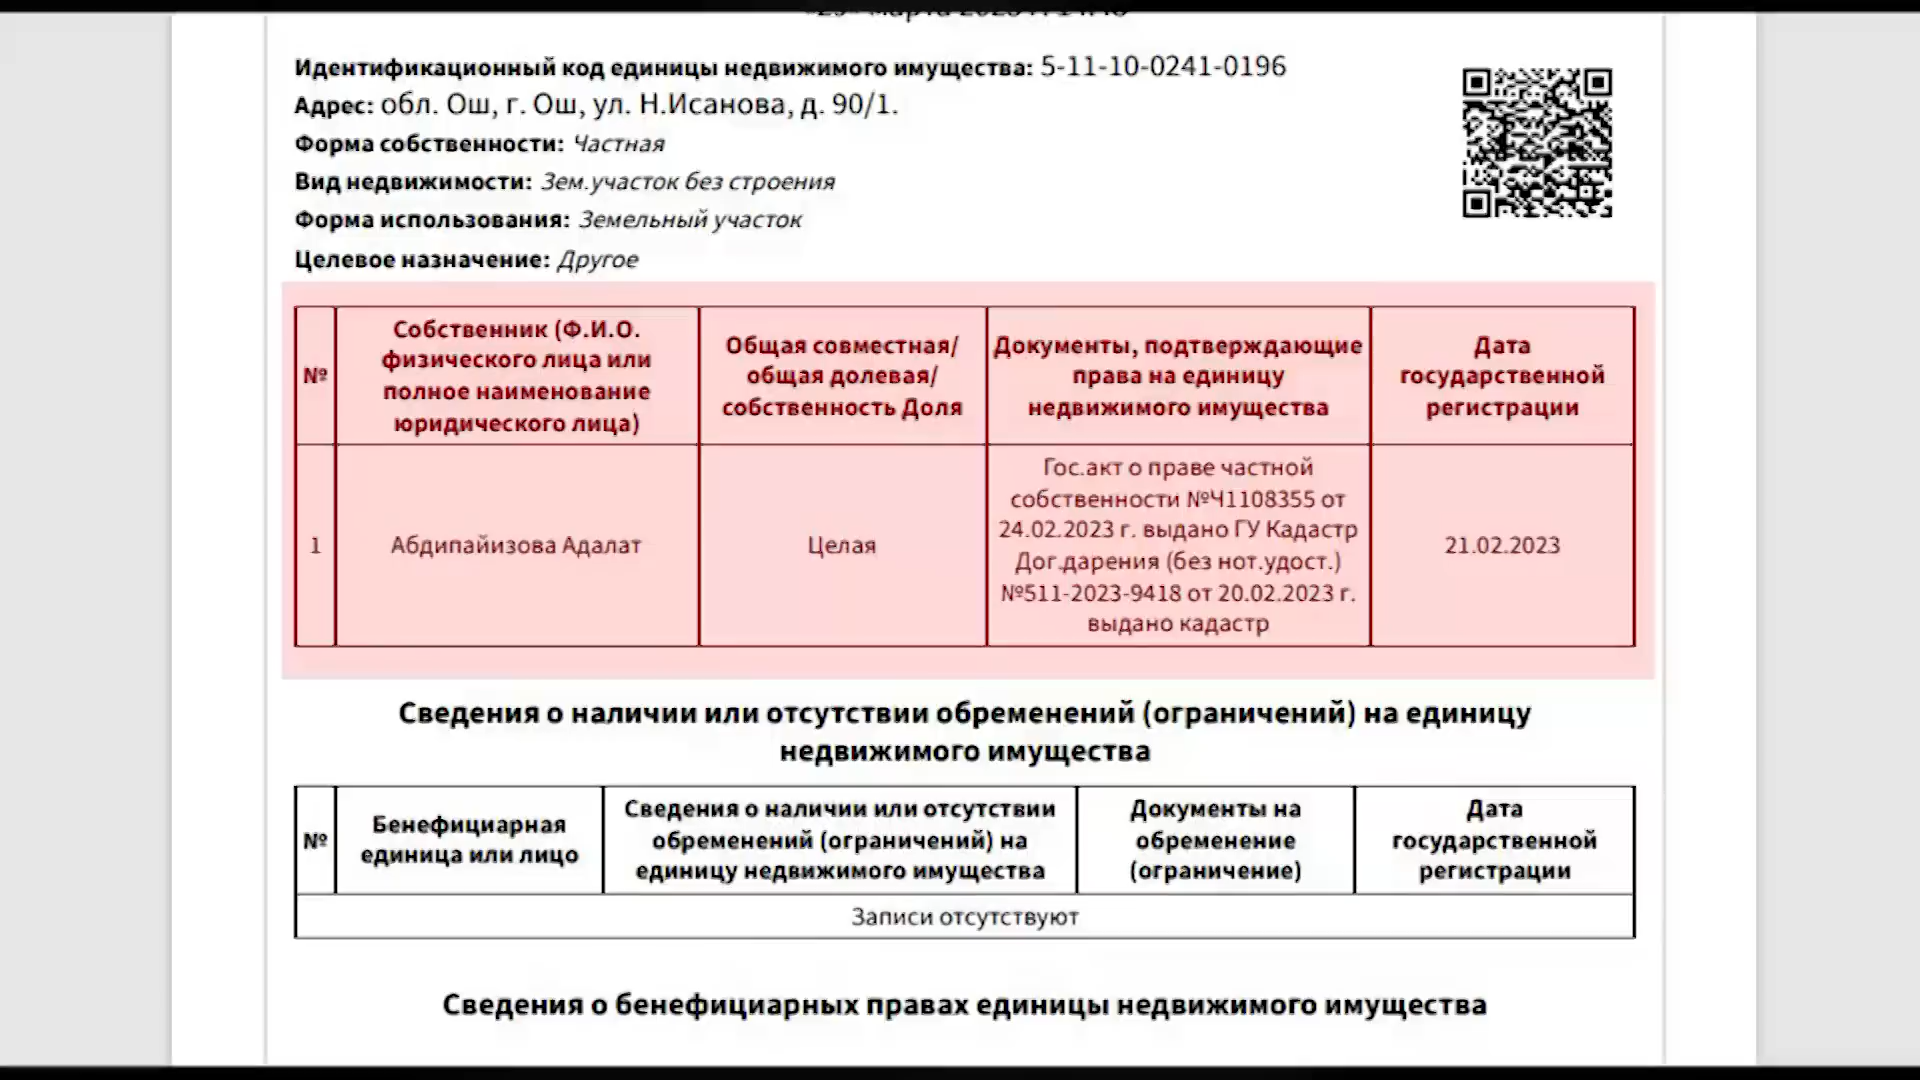 Идентификационный код единицы недвижимого имущества: 5-11-10-0241-0196
Адрес: обл. Ош, г. Ош, ул. Н.Исанова, д. 90/1.
Форма собственности: Частная
Вид недвижимости: Зем.участок без строения
Форма использования: Земельный участок
Целевое назначение: Другое
№
Собственник (Ф.И.О.
физического лица или
полное наименование
юридического лица)
Общая совместная/
общая долевая/
собственность Доля
Документы, подтверждающие
права на единицу
недвижимого имущества
Дата
государственной
регистрации
1
Абдипайизова Адалат
Целая
Гос.акт о праве частной
собственности №Ч1108355 от
24.02.2023 г. выдано ГУ Кадастр
Дог.дарения (без нот.удост.)
№511-2023-9418 от 20.02.2023 г.
выдано кадастр
21.02.2023
Сведения о наличии или отсутствии обременений (ограничений) на единицу
недвижимого имущества
№
Бенефициарная
единица или лицо
Сведения о наличии или отсутствии
обременений (ограничений) на
единицу недвижимого имущества
Документы на
обременение
(ограничение)
Дата
государственной
регистрации
Записи отсутствуют
Сведения о бенефициарных правах единицы недвижимого имущества